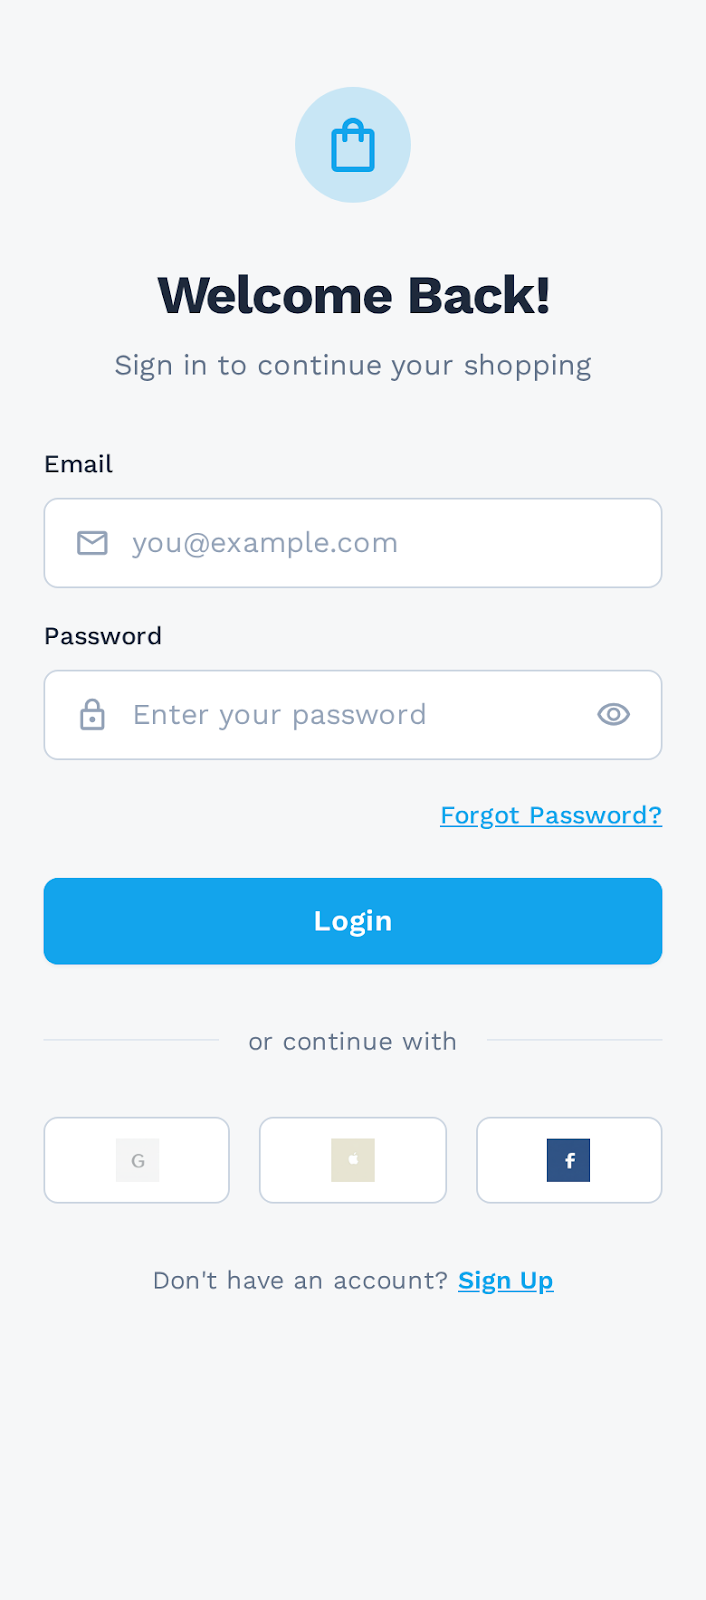 Welcome Back!
Sign in to continue your shopping
Email
you@example.com
Password
Enter your password
Forgot Password?
Login
or continue with
G
f
Don't have an account? Sign Up